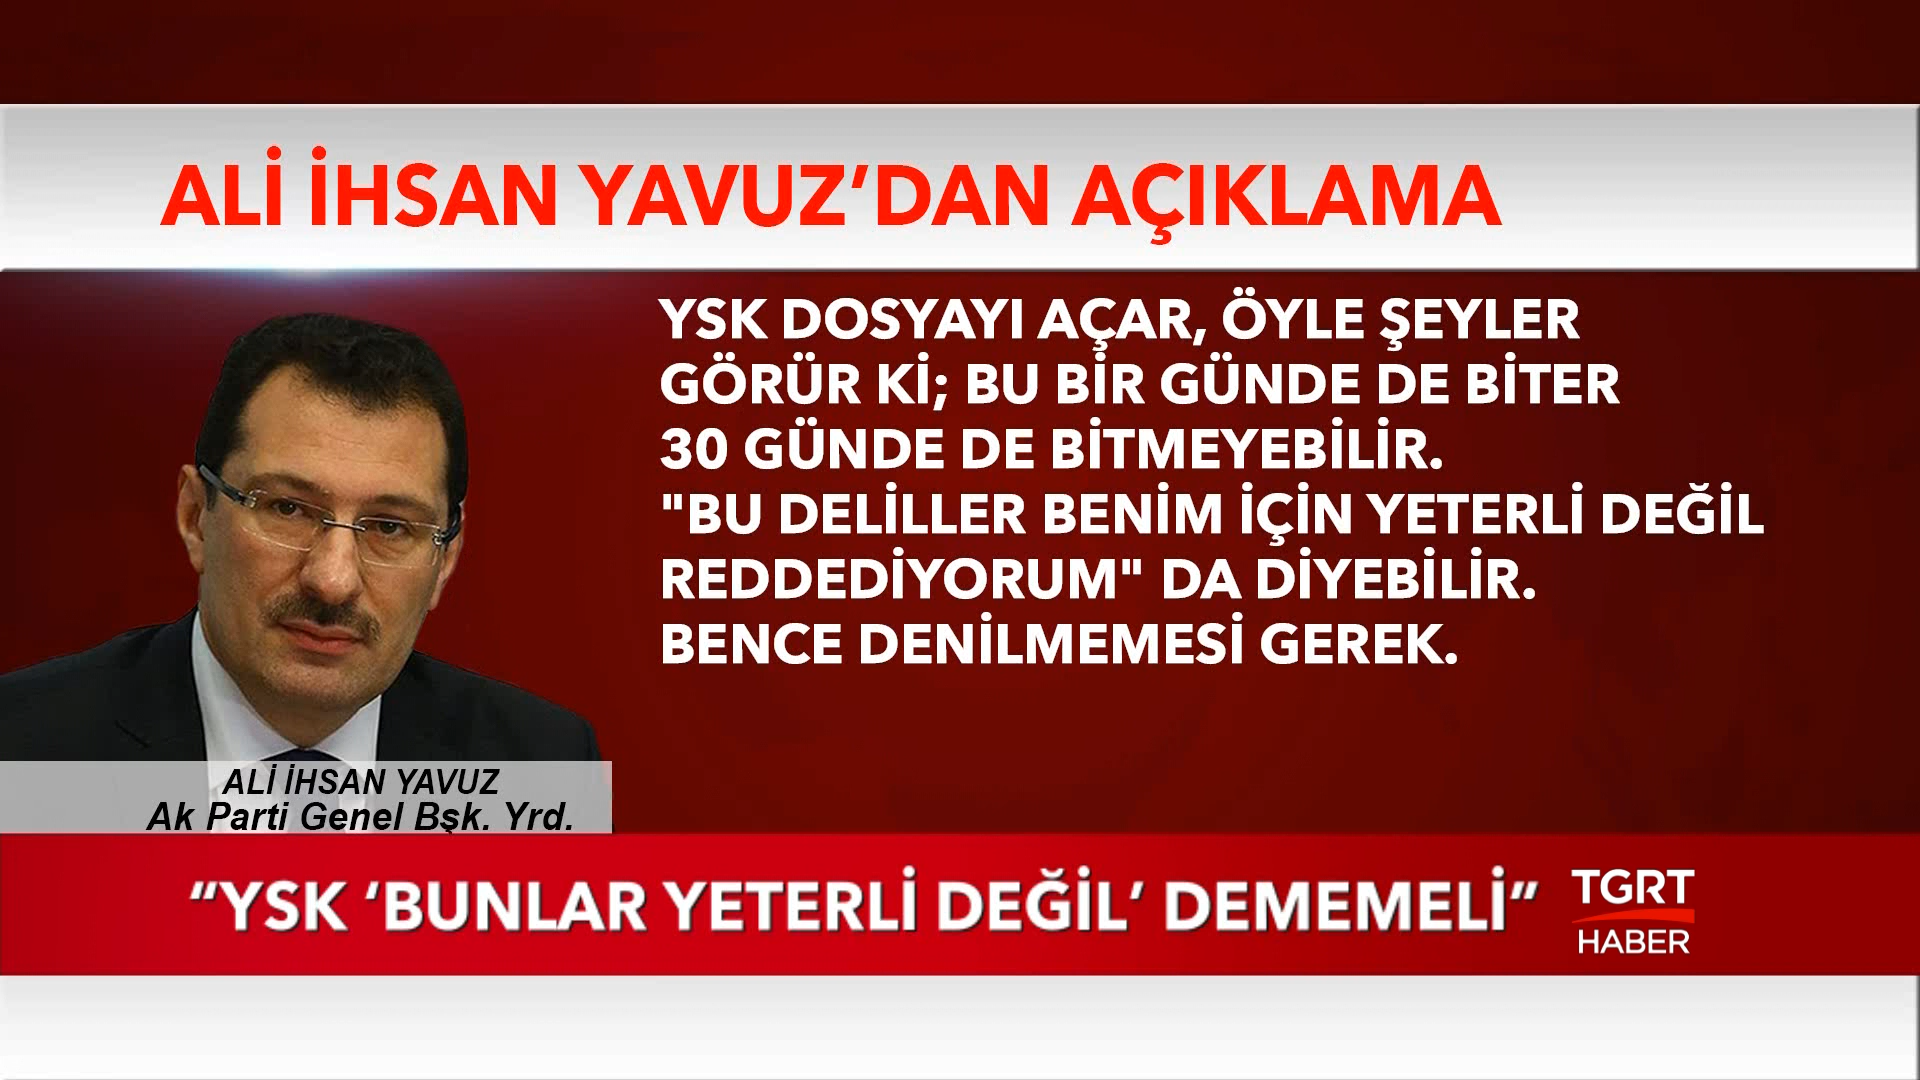 ALİ İHSAN YAVUZ’DAN AÇIKLAMA
YSK DOSYAYI AÇAR, ÖYLE ŞEYLER
GÖRÜR Kİ; BU BİR GÜNDE DE BİTER
30 GÜNDE DE BİTMEYEBİLİR.
"BU DELİLLER BENİM İÇİN YETERLİ DEĞİL
REDDEDİYORUM" DA DİYEBİLİR.
BENCE DENİLMEMESİ GEREK.
ALİ İHSAN YAVUZ
Ak Parti Genel Bşk. Yrd.
“YSK ‘BUNLAR YETERLİ DEĞİL’ DEMEMELİ”
TGRT
HABER